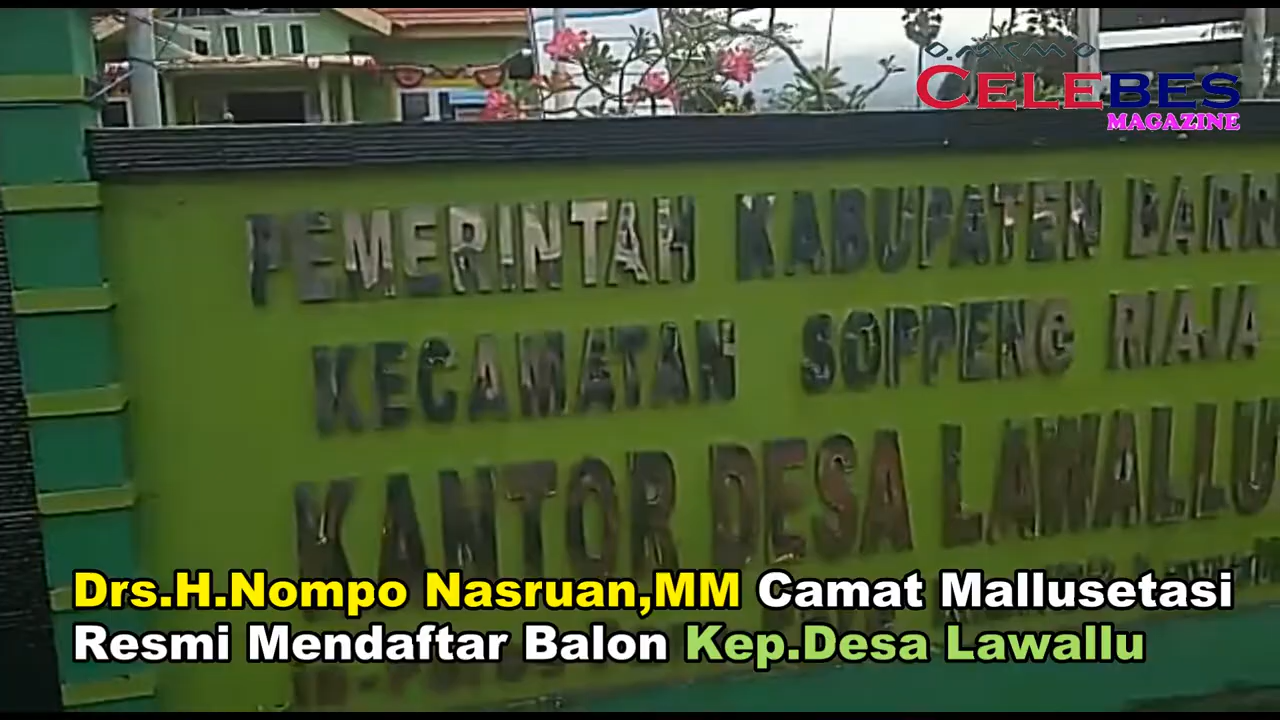 CELEBES
MAGAZINE
PEMERINTAH KABUPATEN BARR
KECAMATAN SOPPENG RIAJA
KANTOR DESA LAWALLU
Drs.H.Nompo Nasruan,MM Camat Mallusetasi
Resmi Mendaftar Balon Kep.Desa Lawallu